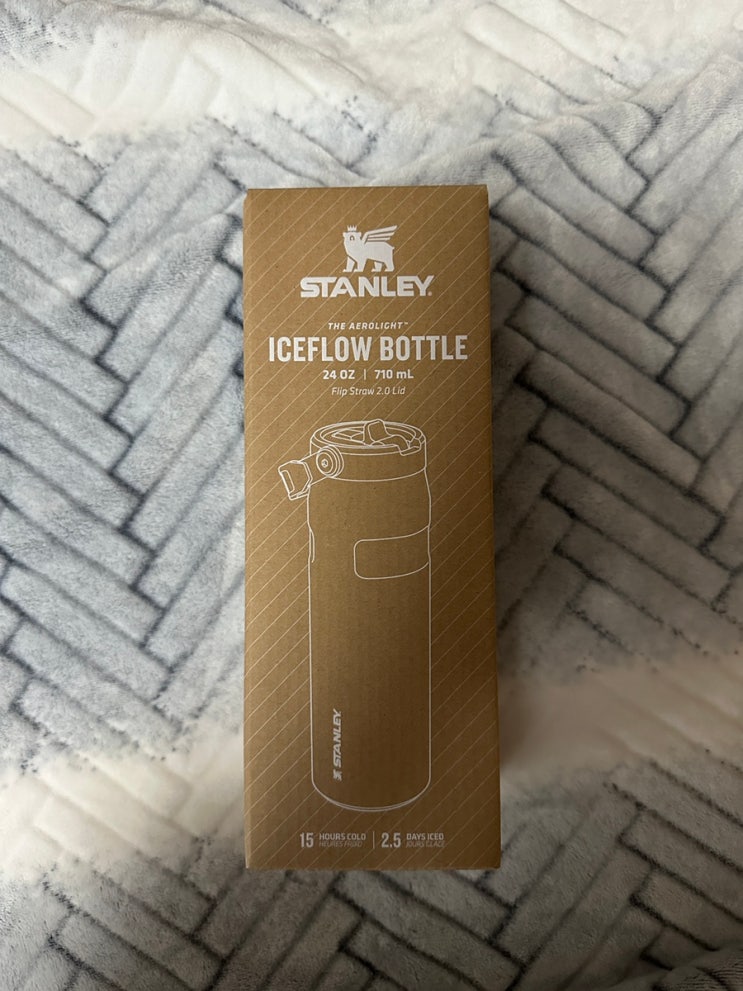 STANLEY®
THE AEROLIGHT™
ICEFLOW BOTTLE
24 OZ | 710 mL
Flip Straw 2.0 Lid
STANLEY
15 HOURS COLD | 2.5 DAYS ICED
HEURES FROID JOURS GLACÉ